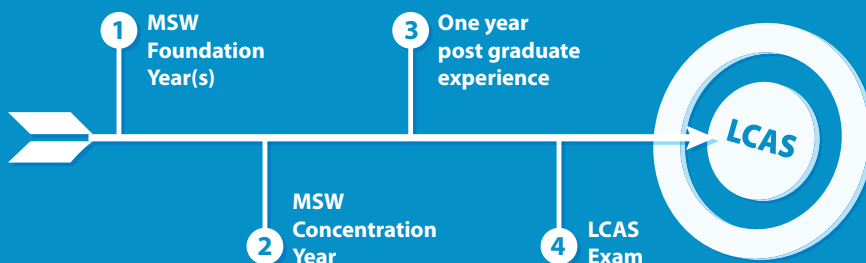 1 MSW
Foundation
Year(s)
2 MSW
Concentration
Year
3 One year
post graduate
experience
4 LCAS
Exam
LCAS